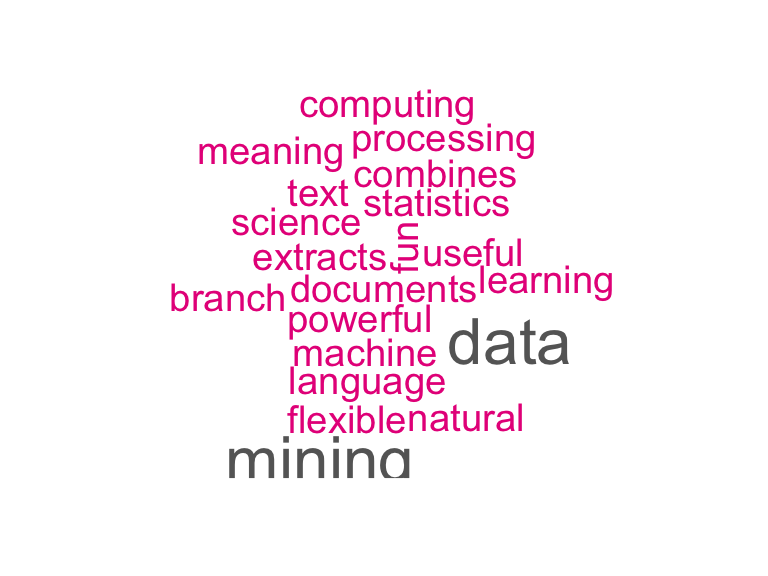 computing
processing
meaning
combines
text
statistics
science
fun
useful
extracts
learning
documents
branch
powerful
data
machine
language
flexible
natural
mining